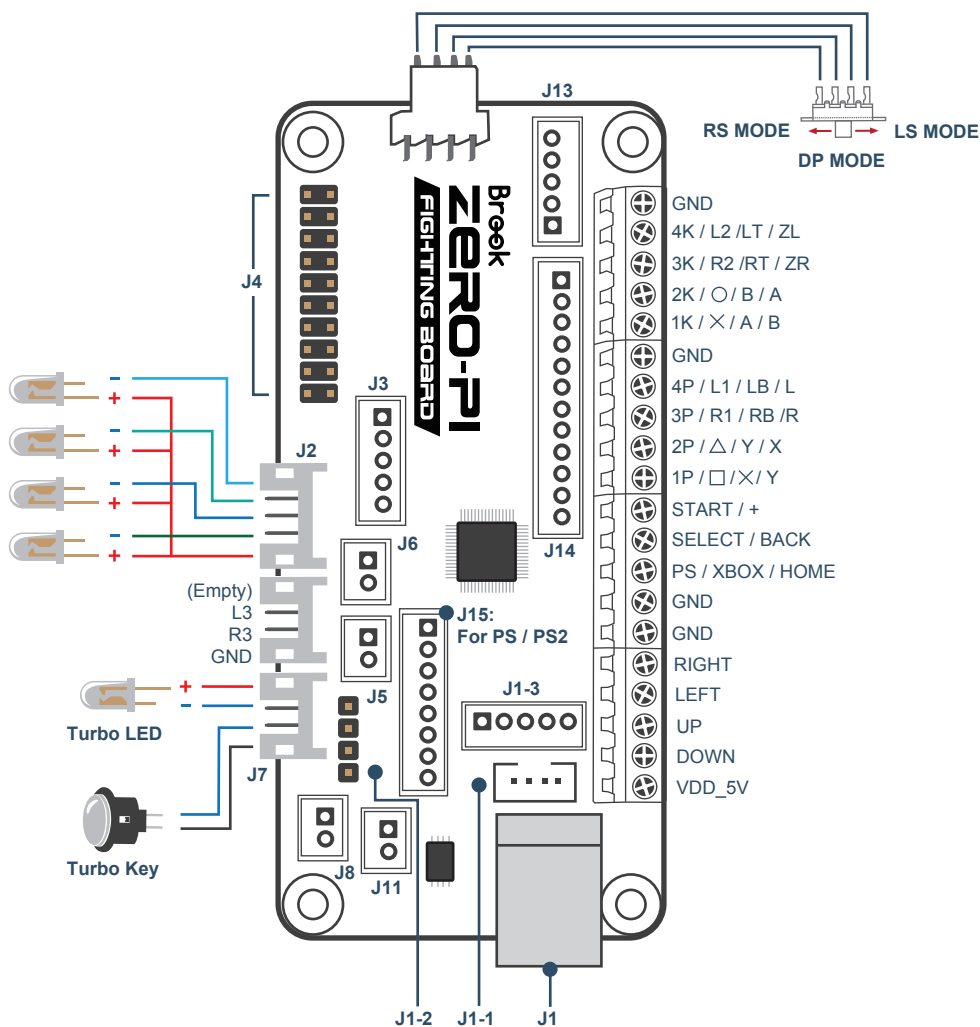 J13
RS MODE
LS MODE
DP MODE
Brook
ZERO-PI
FIGHTING BOARD
J4
J3
J2
J6
J14
(Empty)
L3
R3
GND
J15:
For PS / PS2
J5
J1-3
+
-
Turbo LED
J7
Turbo Key
J8
J11
J1-2
J1-1
J1
-
+
-
+
-
+
-
+
GND
4K / L2 /LT / ZL
3K / R2 /RT / ZR
2K / ○ / B / A
1K / ✕ / A / B
GND
4P / L1 / LB / L
3P / R1 / RB /R
2P / △ / Y / X
1P / □ / ✕ / Y
START / +
SELECT / BACK
PS / XBOX / HOME
GND
GND
RIGHT
LEFT
UP
DOWN
VDD_5V